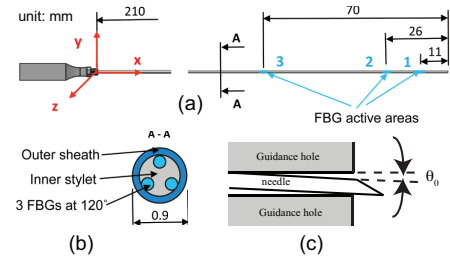 unit: mm
210
70
26
11
A
y
x
z
3
2
1
A
(a)
FBG active areas
A - A
Outer sheath
Inner stylet
3 FBGs at 120°
0.9
(b)
Guidance hole
needle
Guidance hole
θ0
(c)